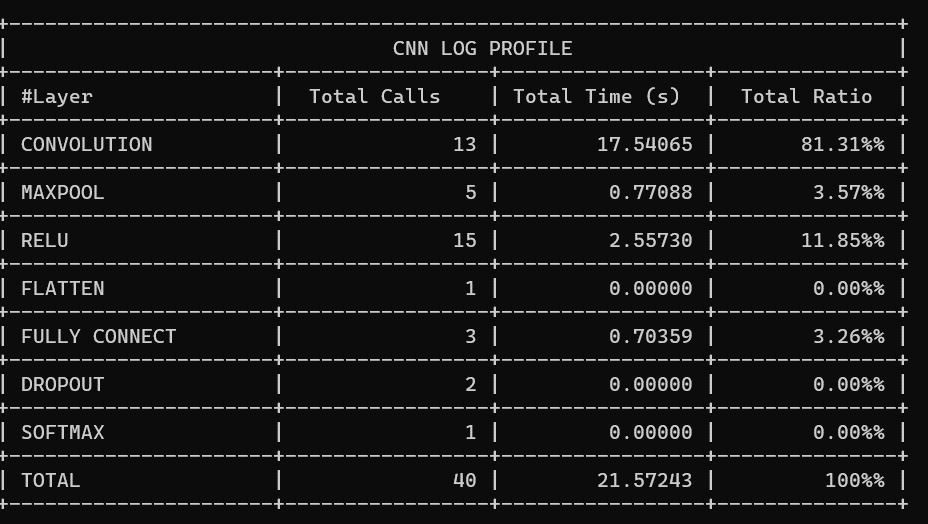 CNN LOG PROFILE
#Layer Total Calls Total Time (s) Total Ratio
CONVOLUTION 13 17.54065 81.31%%
MAXPOOL 5 0.77088 3.57%%
RELU 15 2.55730 11.85%%
FLATTEN 1 0.00000 0.00%%
FULLY CONNECT 3 0.70359 3.26%%
DROPOUT 2 0.00000 0.00%%
SOFTMAX 1 0.00000 0.00%%
TOTAL 40 21.57243 100%%